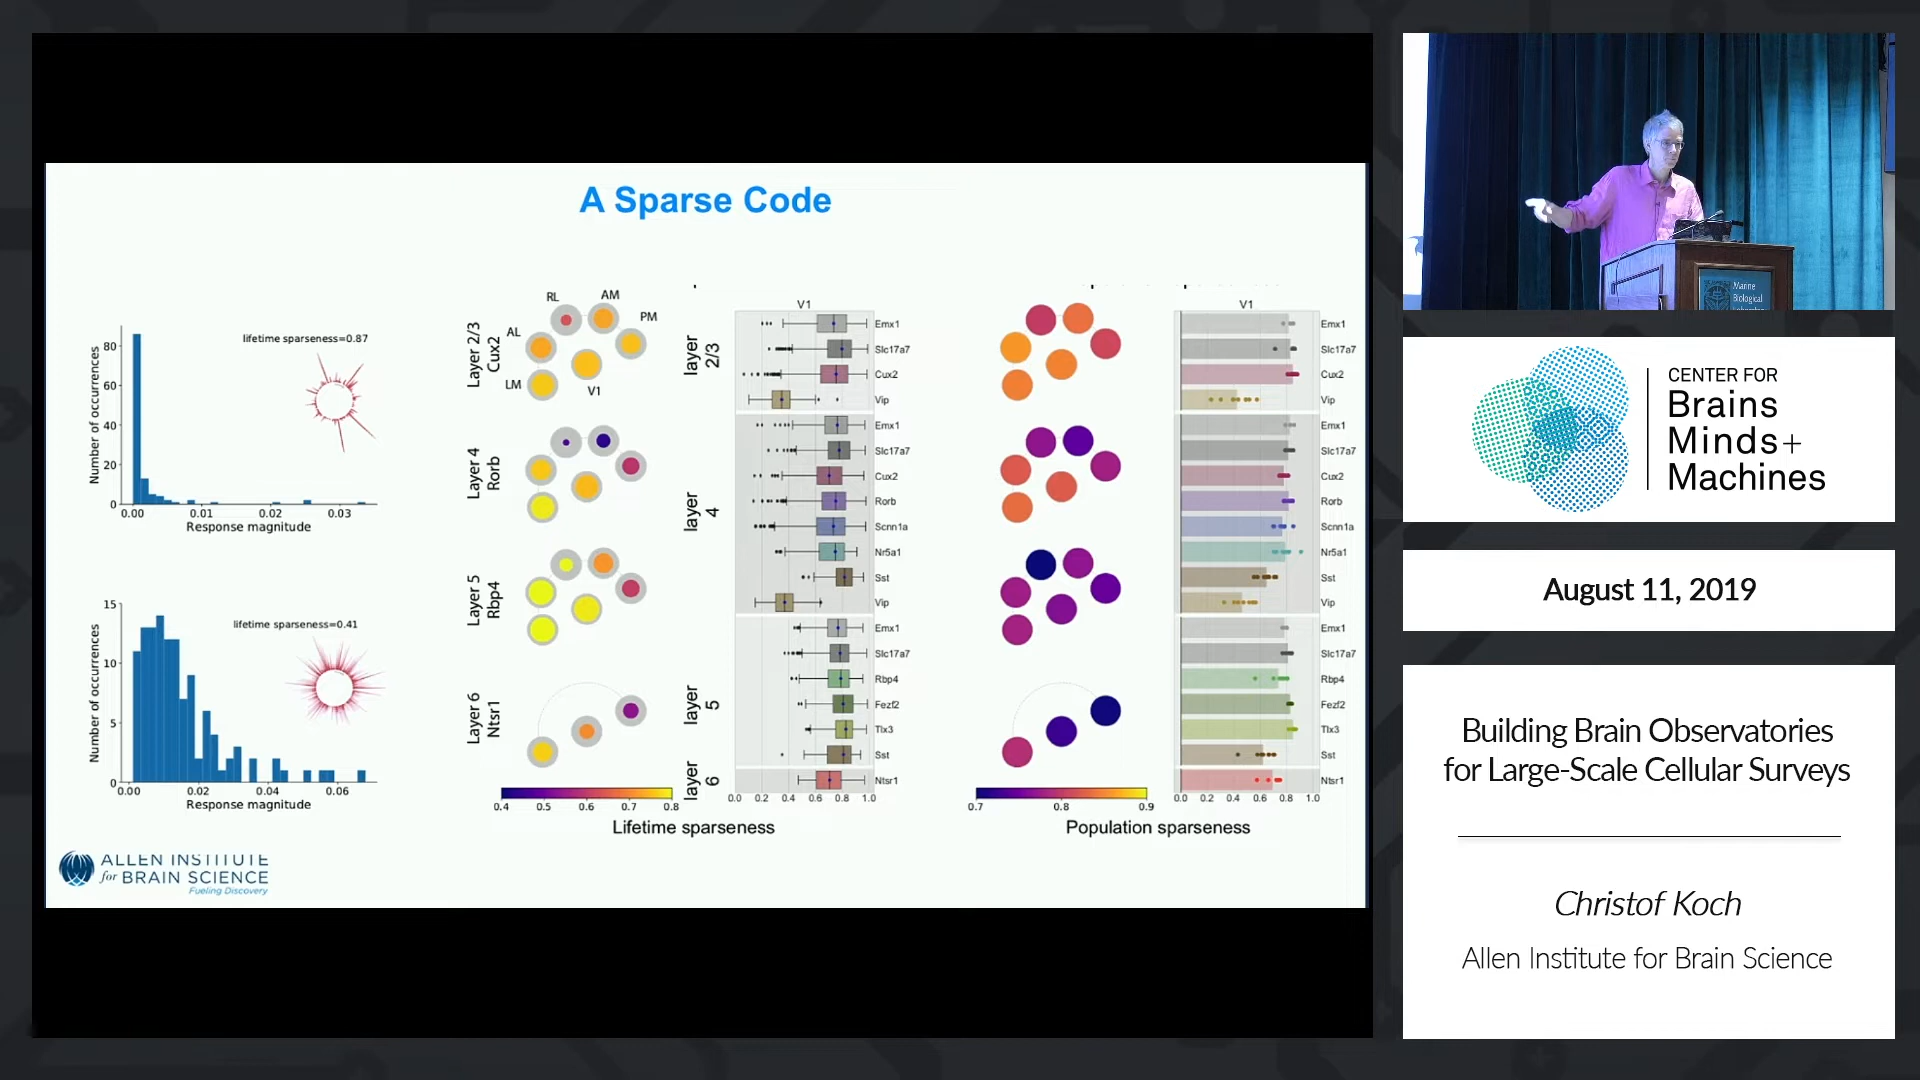 A Sparse Code
lifetime sparseness=0.87
Number of occurrences
80
60
40
20
0
0.00 0.01 0.02 0.03
Response magnitude
lifetime sparseness=0.41
Number of occurrences
15
10
5
0
0.00 0.02 0.04 0.06
Response magnitude
Layer 2/3
Cux2
RL
AM
PM
AL
LM
V1
Layer 4
Rorb
Layer 5
Rbp4
Layer 6
Ntsr1
0.4 0.5 0.6 0.7 0.8
V1
layer
2/3
Emx1
Slc17a7
Cux2
Vip
layer
4
Emx1
Slc17a7
Cux2
Rorb
Scnn1a
Nr5a1
Sst
Vip
layer
5
Emx1
Slc17a7
Rbp4
Fezf2
Tlx3
Sst
layer
6
Ntsr1
0.0 0.2 0.4 0.6 0.8 1.0
Lifetime sparseness
0.7 0.8 0.9
V1
Emx1
Slc17a7
Cux2
Vip
Emx1
Slc17a7
Cux2
Rorb
Scnn1a
Nr5a1
Sst
Vip
Emx1
Slc17a7
Rbp4
Fezf2
Tlx3
Sst
Ntsr1
0.0 0.2 0.4 0.6 0.8 1.0
Population sparseness
ALLEN INSTITUTE
for BRAIN SCIENCE
Fueling Discovery
Marine
Biological
CENTER FOR
Brains
Minds+
Machines
August 11, 2019
Building Brain Observatories
for Large-Scale Cellular Surveys
Christof Koch
Allen Institute for Brain Science